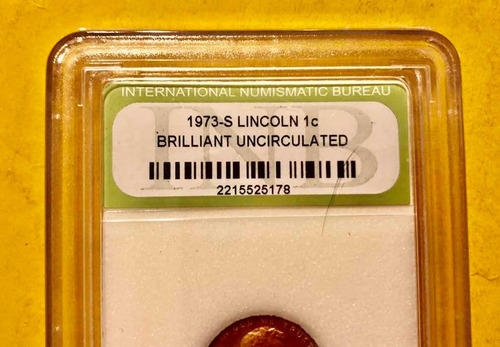 INTERNATIONAL NUMISMATIC BUREAU
INB
1973-S LINCOLN 1c
BRILLIANT UNCIRCULATED
2215525178